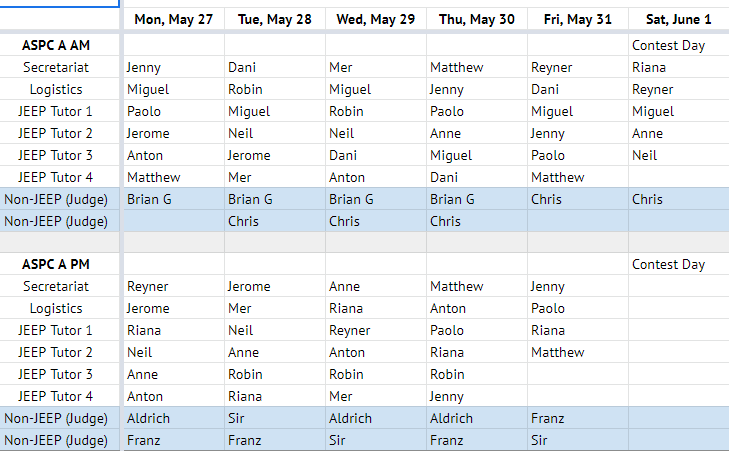 Mon, May 27 Tue, May 28 Wed, May 29 Thu, May 30 Fri, May 31 Sat, June 1
ASPC A AM Contest Day
Secretariat Jenny Dani Mer Matthew Reyner Riana
Logistics Miguel Robin Miguel Jenny Dani Reyner
JEEP Tutor 1 Paolo Miguel Robin Paolo Miguel Miguel
JEEP Tutor 2 Jerome Neil Neil Anne Jenny Anne
JEEP Tutor 3 Anton Jerome Dani Miguel Paolo Neil
JEEP Tutor 4 Matthew Mer Anton Dani Matthew
Non-JEEP (Judge) Brian G Brian G Brian G Brian G Chris Chris
Non-JEEP (Judge) Chris Chris Chris
ASPC A PM Contest Day
Secretariat Reyner Jerome Anne Matthew Jenny
Logistics Jerome Mer Riana Anton Paolo
JEEP Tutor 1 Riana Neil Reyner Paolo Riana
JEEP Tutor 2 Neil Anne Anton Riana Matthew
JEEP Tutor 3 Anne Robin Robin Robin
JEEP Tutor 4 Anton Riana Mer Jenny
Non-JEEP (Judge) Aldrich Sir Aldrich Aldrich Franz
Non-JEEP (Judge) Franz Franz Sir Franz Sir